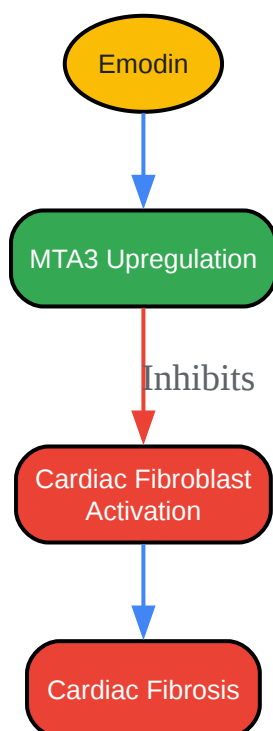 Emodin
MTA3 Upregulation
Inhibits
Cardiac Fibroblast
Activation
Cardiac Fibrosis